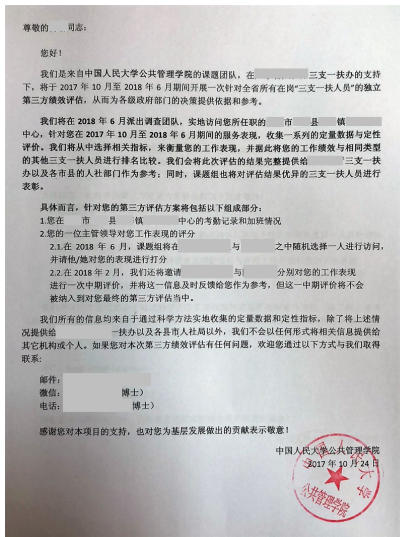 尊敬的 同志：
您好！
我们是来自中国人民大学公共管理学院的课题团队，在 三支一扶办的支持
下，将于 2017 年 10 月至 2018 年 6 月期间开展一次针对全省所有在岗“三支一扶人员”的独立
第三方绩效评估，从而为各级政府部门的决策提供依据和参考。
我们将在 2018 年 6 月派出调查团队，实地访问您所任职的 市 县 镇
中心，针对您在 2017 年 10 月至 2018 年 6 月期间的服务表现，收集一系列的定量数据与定性
评价。我们将从中选择相关指标，来衡量您的工作表现，并据此将您的工作绩效与相同类型
的其他三支一扶人员进行排名比较。我们会将此次评估的结果完整提供给 三支一扶
办以及各市县的人社部门作为参考；同时，课题组也将对评估结果优异的三支一扶人员进行
表彰。
具体而言，针对您的第三方评估方案将包括以下组成部分：
1.您在 市 县 镇 中心的考勤记录和加班情况
2.您的一位主管领导对您工作表现的评分
2.1.在 2018 年 6 月，课题组将在 与 之中随机选择一人进行访问，
并请他/她对您的表现进行打分
2.2.在 2018 年 2 月，我们还将邀请 与 分别对您的工作表现
进行一次中期评价，并将这一信息及时反馈给您作为参考，但这一中期评价将不会
被纳入到对您最终的第三方评估当中。
我们所有的信息均来自于通过科学方法实地收集的定量数据和定性指标，除了将上述情
况提供给 一扶办以及各县市人社局以外，我们不会以任何形式将相关信息提供给
其它机构或个人。如果您对本次第三方绩效评估有任何问题，欢迎您通过以下方式与我们取得
联系：
邮件：
微信： 博士）
电话： 博士）
感谢您对本项目的支持，也对您为基层发展做出的贡献表示敬意！
中国人民大学公共管理学院
2017 年 10 月 24 日
中国人民大学
公共管理学院